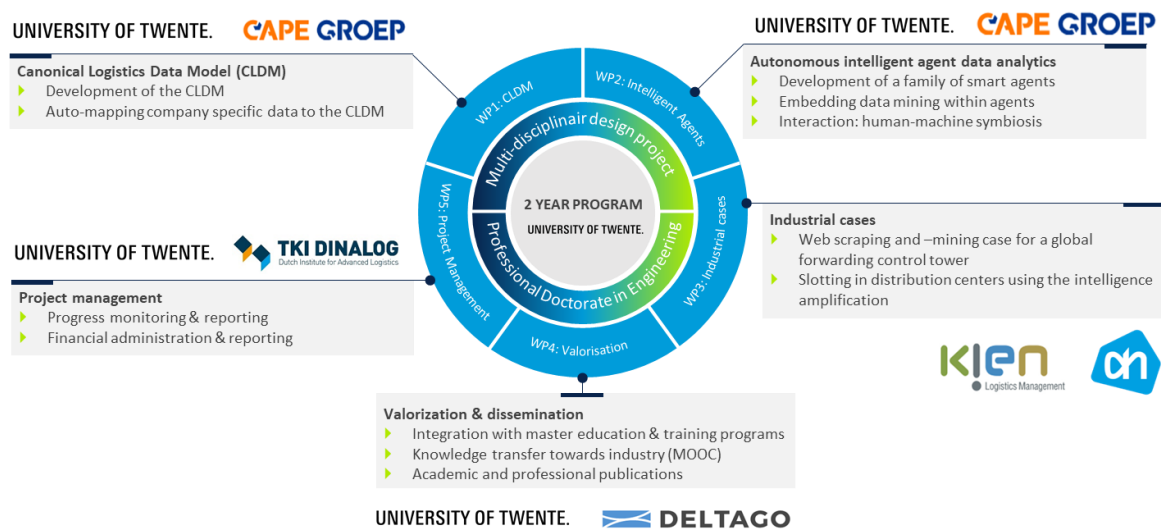 UNIVERSITY OF TWENTE. CAPE GROEP
Canonical Logistics Data Model (CLDM)
Development of the CLDM
Auto-mapping company specific data to the CLDM
UNIVERSITY OF TWENTE. CAPE GROEP
Autonomous intelligent agent data analytics
Development of a family of smart agents
Embedding data mining within agents
Interaction: human-machine symbiosis
WP1: CLDM
WP2: Intelligent Agents
WP3: Industrial cases
WP4: Valorisation
WP5: Project Management
Multi-disciplinair design project
Professional Doctorate in Engineering
2 YEAR PROGRAM
UNIVERSITY OF TWENTE.
Industrial cases
Web scraping and –mining case for a global
forwarding control tower
Slotting in distribution centers using the intelligence
amplification
Klen
Logistics Management
ah
UNIVERSITY OF TWENTE. TKI DINALOG
Dutch Institute for Advanced Logistics
Project management
Progress monitoring & reporting
Financial administration & reporting
Valorization & dissemination
Integration with master education & training programs
Knowledge transfer towards industry (MOOC)
Academic and professional publications
UNIVERSITY OF TWENTE. DELTAGO